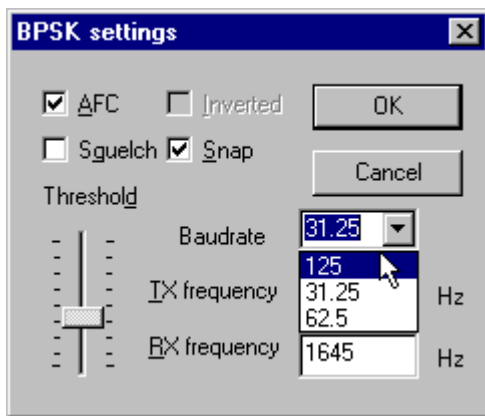 BPSK settings
AFC
Inverted
OK
Sguelch
Snap
Cancel
Threshold
Baudrate
31.25
125
31.25
62.5
TX frequency
Hz
RX frequency
1645
Hz